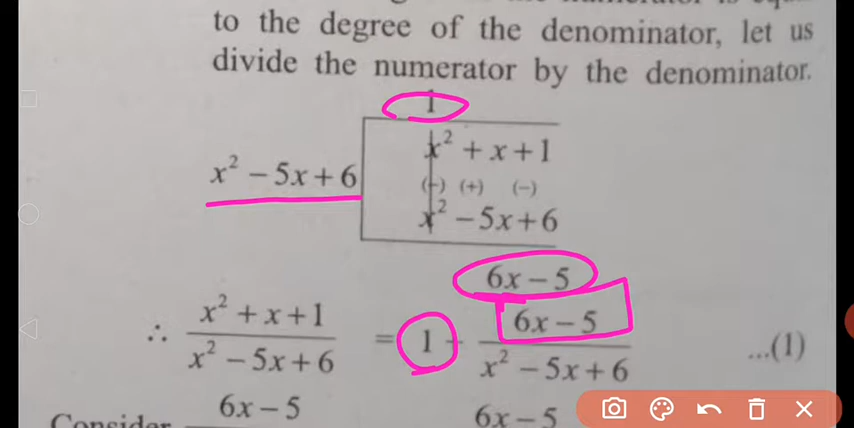 to the degree of the denominator, let us
divide the numerator by the denominator.
1
x² − 5x + 6
x² + x + 1
(−) (+) (−)
x² − 5x + 6
6x − 5
∴ x² + x + 1 / x² − 5x + 6 = 1 + 6x − 5 / x² − 5x + 6 ...(1)
Consider 6x − 5 6x − 5